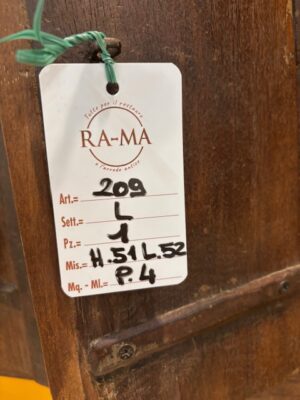 Tutto per il restauro
RA-MA
e l'arredo antico
Art.= 209
Sett.= L
Pz.= 1
Mis.= H.51 L.52
Mq. - Ml.= P.4